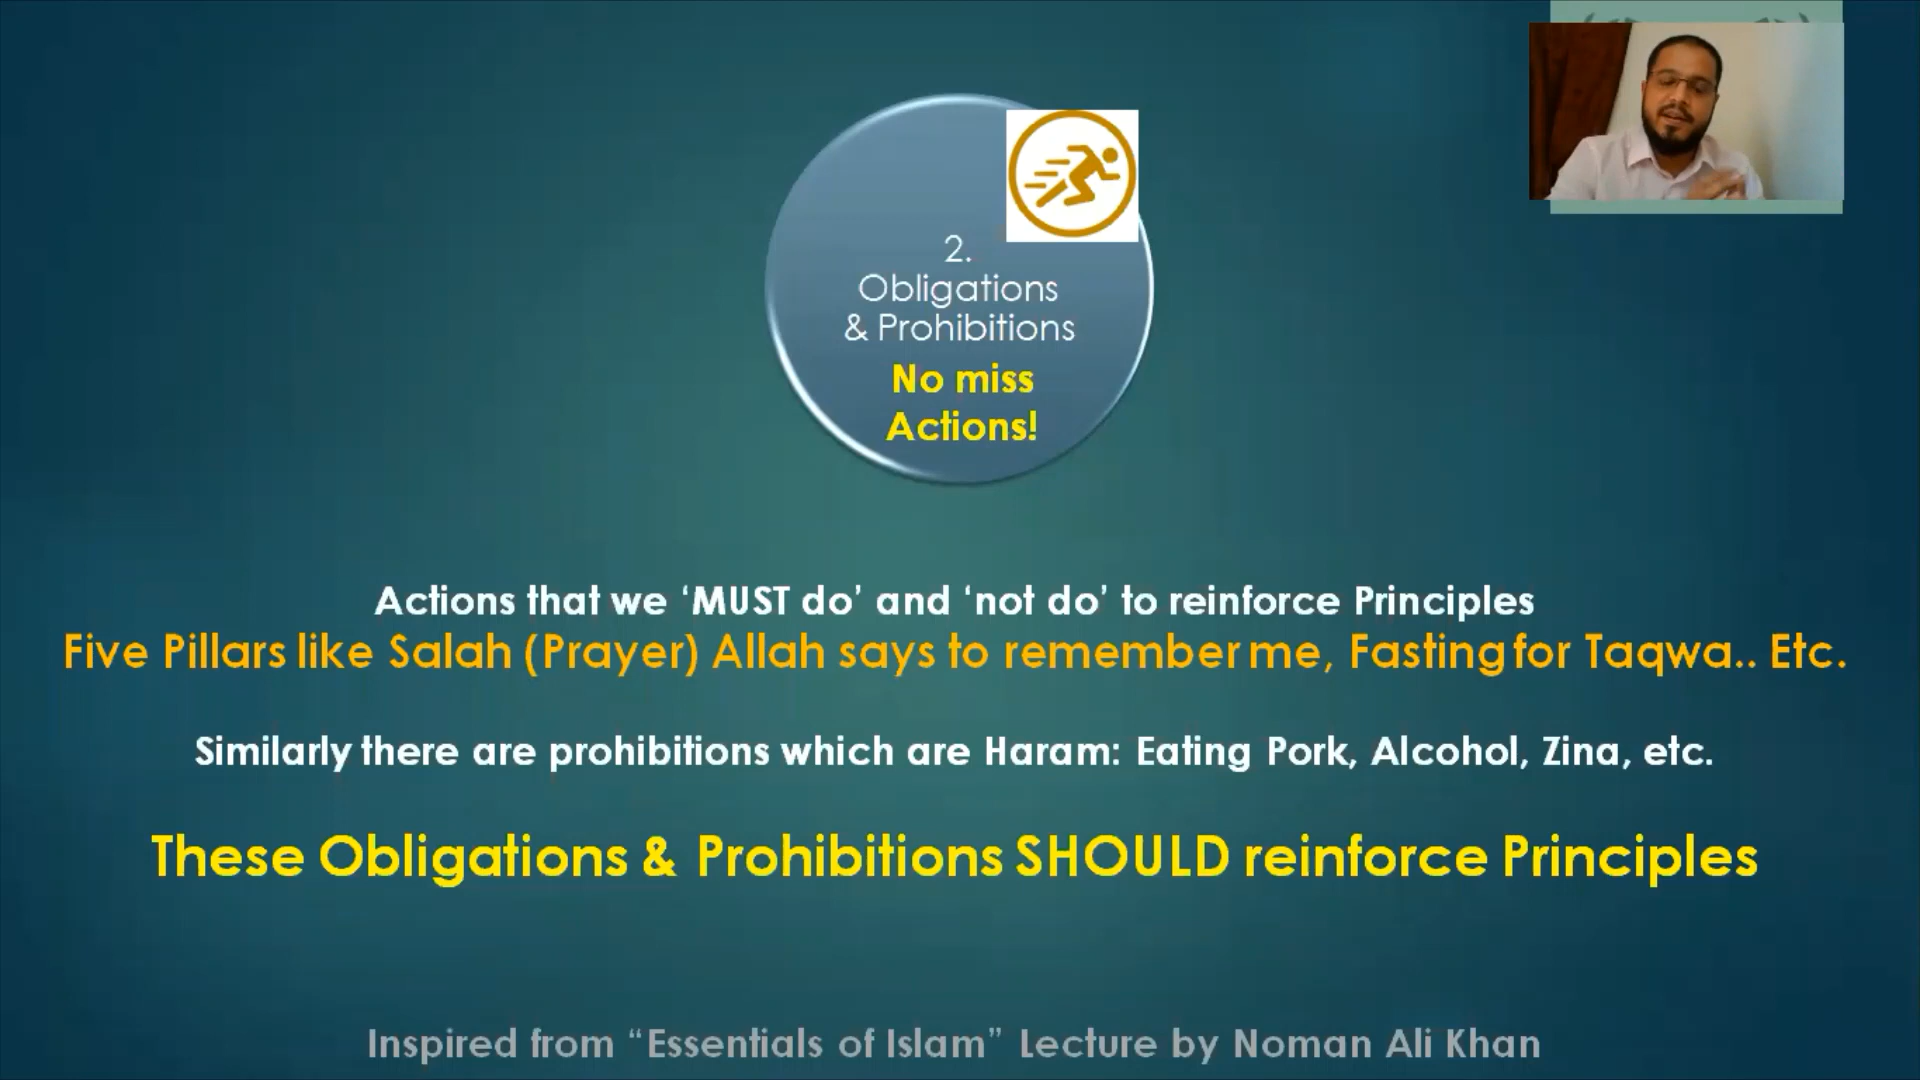 2.
Obligations
& Prohibitions
No miss
Actions!
Actions that we ‘MUST do’ and ‘not do’ to reinforce Principles
Five Pillars like Salah (Prayer) Allah says to remember me, Fasting for Taqwa.. Etc.
Similarly there are prohibitions which are Haram: Eating Pork, Alcohol, Zina, etc.
These Obligations & Prohibitions SHOULD reinforce Principles
Inspired from “Essentials of Islam” Lecture by Noman Ali Khan